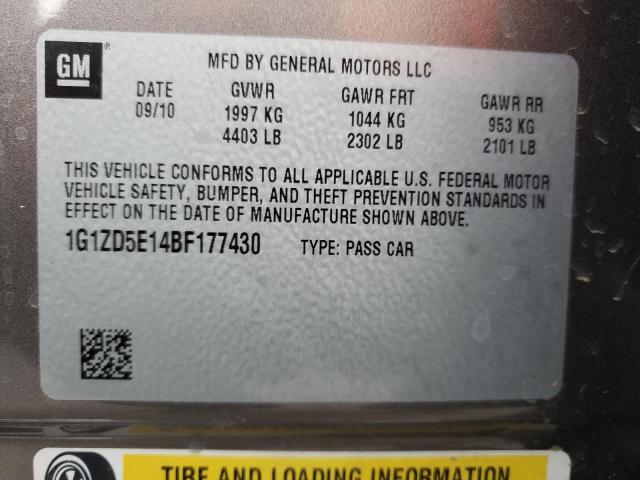 GM
MFD BY GENERAL MOTORS LLC
DATE GVWR GAWR FRT GAWR RR
09/10 1997 KG 1044 KG 953 KG
4403 LB 2302 LB 2101 LB
THIS VEHICLE CONFORMS TO ALL APPLICABLE U.S. FEDERAL MOTOR
VEHICLE SAFETY, BUMPER, AND THEFT PREVENTION STANDARDS IN
EFFECT ON THE DATE OF MANUFACTURE SHOWN ABOVE.
1G1ZD5E14BF177430 TYPE: PASS CAR
TIRE AND LOADING INFORMATION